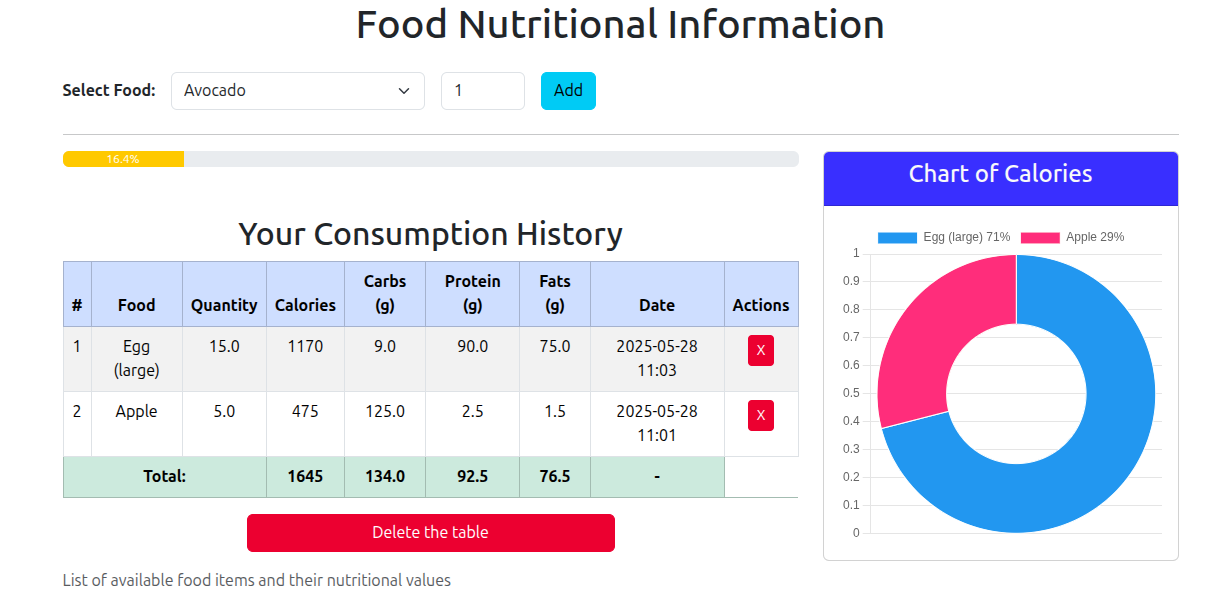 Food Nutritional Information
Select Food: Avocado 1 Add
16.4%
Chart of Calories
Your Consumption History
# Food Quantity Calories Carbs (g) Protein (g) Fats (g) Date Actions
1 Egg (large) 15.0 1170 9.0 90.0 75.0 2025-05-28 11:03 X
2 Apple 5.0 475 125.0 2.5 1.5 2025-05-28 11:01 X
Total: 1645 134.0 92.5 76.5 -
Delete the table
List of available food items and their nutritional values
Egg (large) 71% Apple 29%
1
0.9
0.8
0.7
0.6
0.5
0.4
0.3
0.2
0.1
0